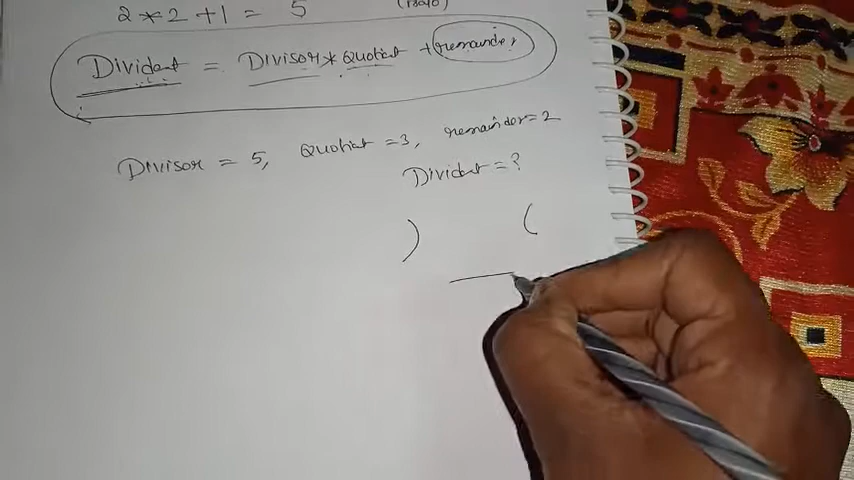 2*2+1 = 5
Divident = Divisor * Quotient + remainder
Divisor = 5, Quotient = 3, remainder = 2
Divident = ?
) (